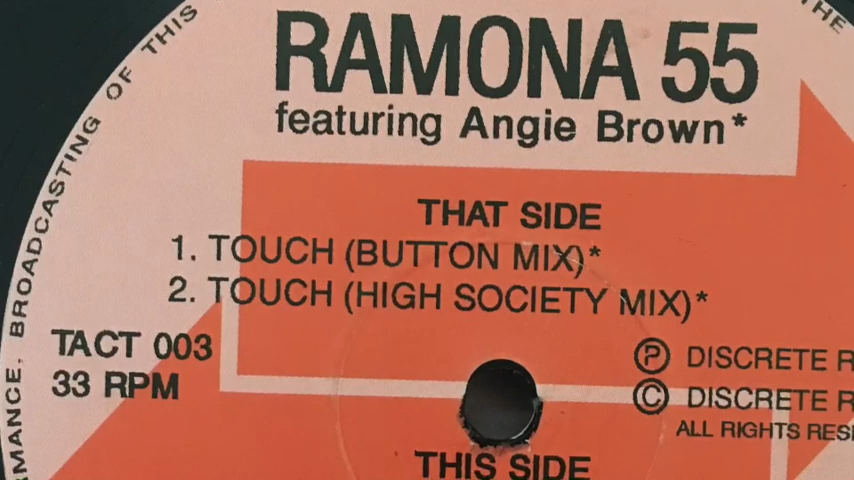 RAMONA 55
featuring Angie Brown*
THAT SIDE
1. TOUCH (BUTTON MIX)*
2. TOUCH (HIGH SOCIETY MIX)*
TACT 003
33 RPM
Ⓟ DISCRETE
© DISCRETE
ALL RIGHTS
THIS SIDE
BROADCASTING OF THIS
THE